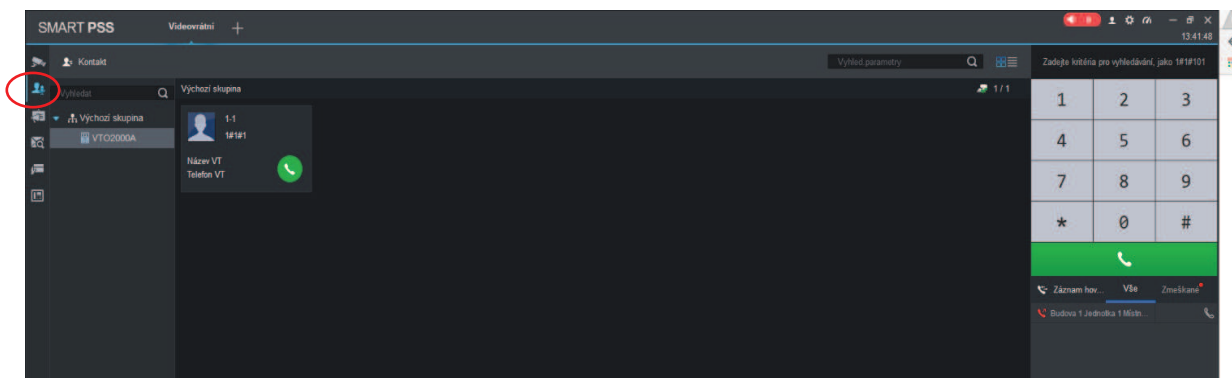 SMART PSS
Videovrátní
13:41:48
Kontakt
Vyhled.parametry
Zadejte kritéria pro vyhledávání, jako 1#1#101
Vyhledat
Výchozí skupina
VTO2000A
Výchozí skupina
1/1
1-1
1#1#1
Název VT
Telefon VT
1 2 3
4 5 6
7 8 9
* 0 #
Záznam hov... Vše Zmeškané
Budova 1 Jednotka 1 Místn...